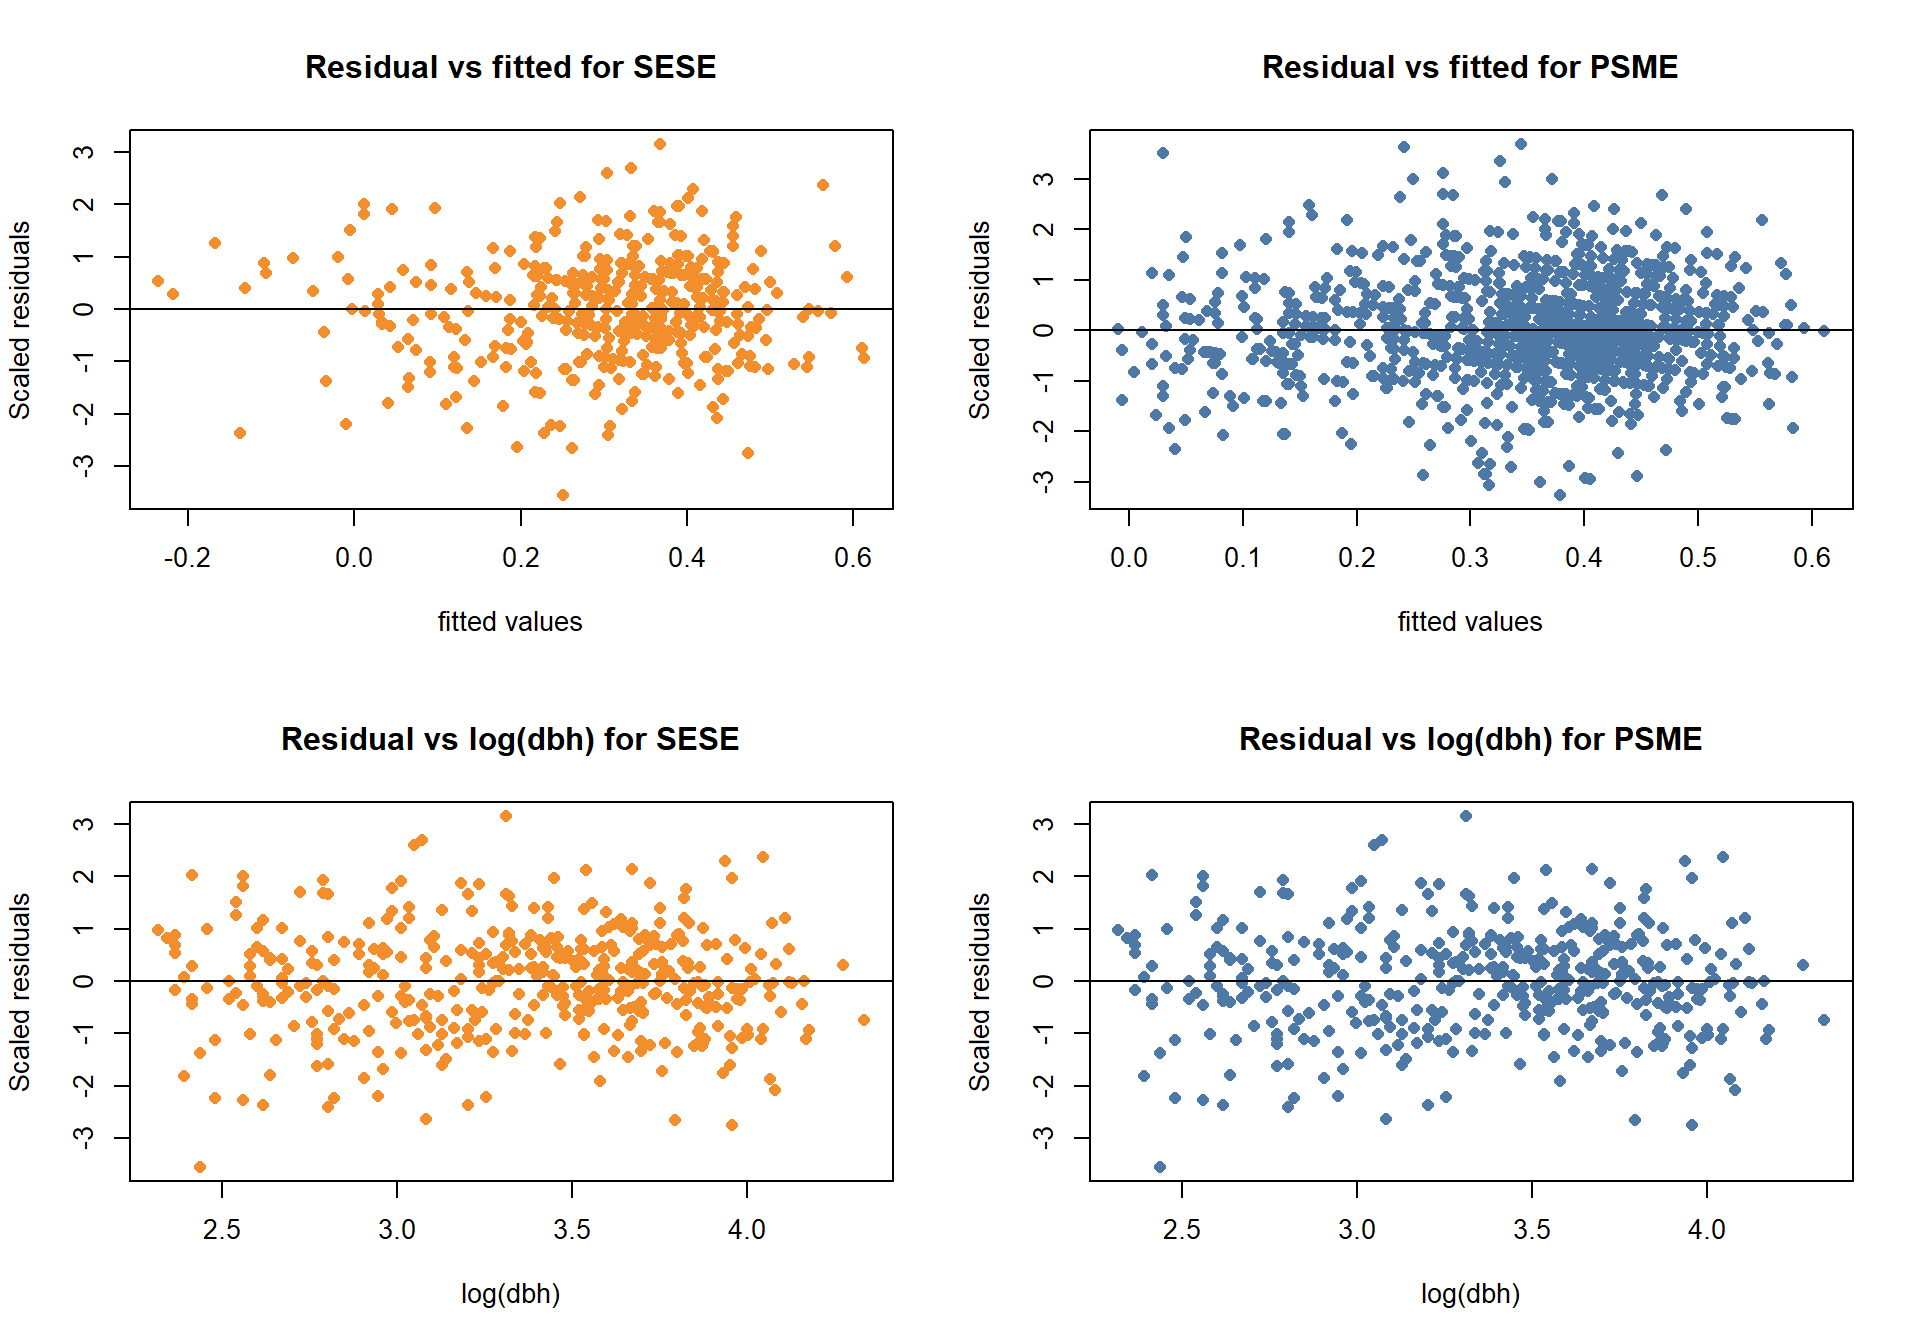 Residual vs fitted for SESE
Scaled residuals
3
2
1
0
-1
-2
-3
-0.2 0.0 0.2 0.4 0.6
fitted values
Residual vs fitted for PSME
Scaled residuals
3
2
1
0
-1
-2
-3
0.0 0.1 0.2 0.3 0.4 0.5 0.6
fitted values
Residual vs log(dbh) for SESE
Scaled residuals
3
2
1
0
-1
-2
-3
2.5 3.0 3.5 4.0
log(dbh)
Residual vs log(dbh) for PSME
Scaled residuals
3
2
1
0
-1
-2
-3
2.5 3.0 3.5 4.0
log(dbh)